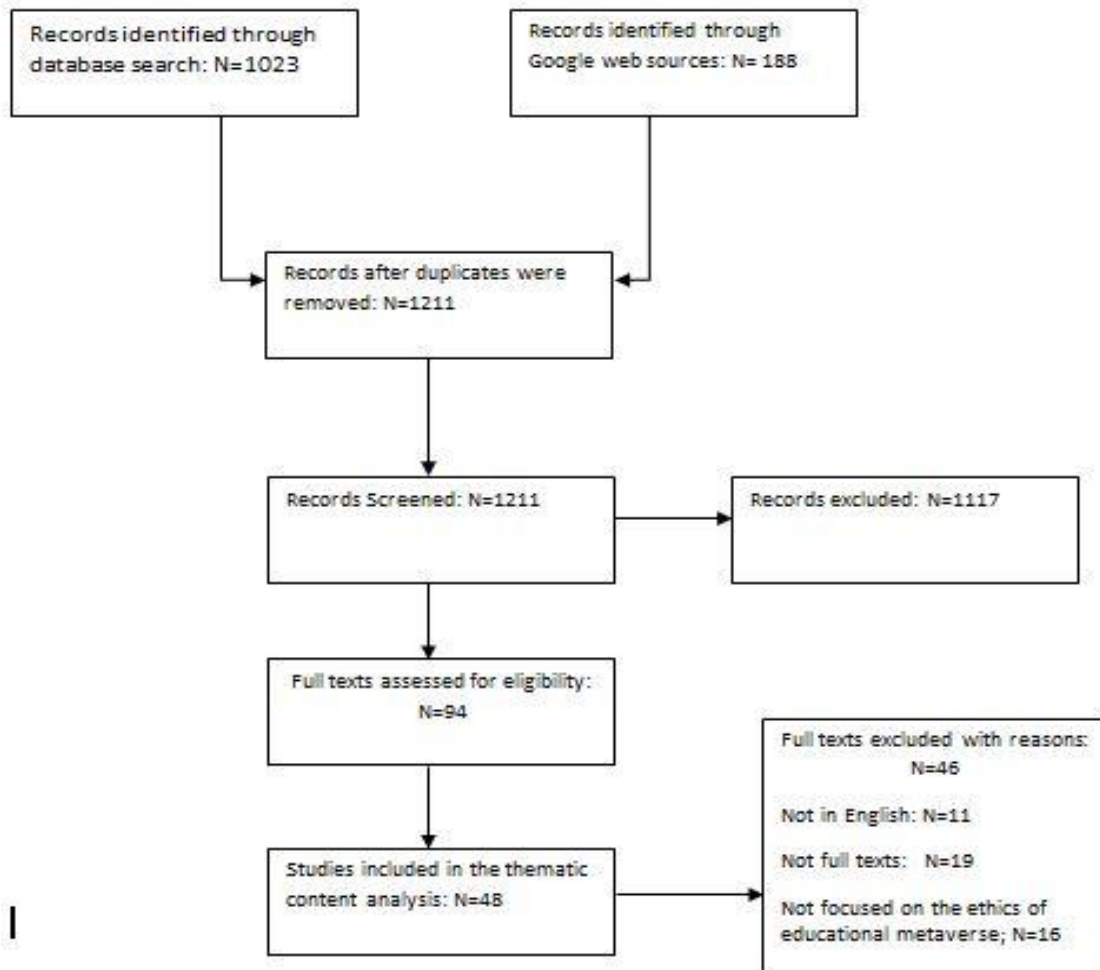 Records identified through
database search: N=1023
Records identified through
Google web sources: N= 188
Records after duplicates were
removed: N=1211
Records Screened: N=1211
Records excluded: N=1117
Full texts assessed for eligibility:
N=94
Full texts excluded with reasons:
N=46
Not in English: N=11
Not full texts: N=19
Not focused on the ethics of
educational metaverse; N=16
Studies included in the thematic
content analysis: N=48